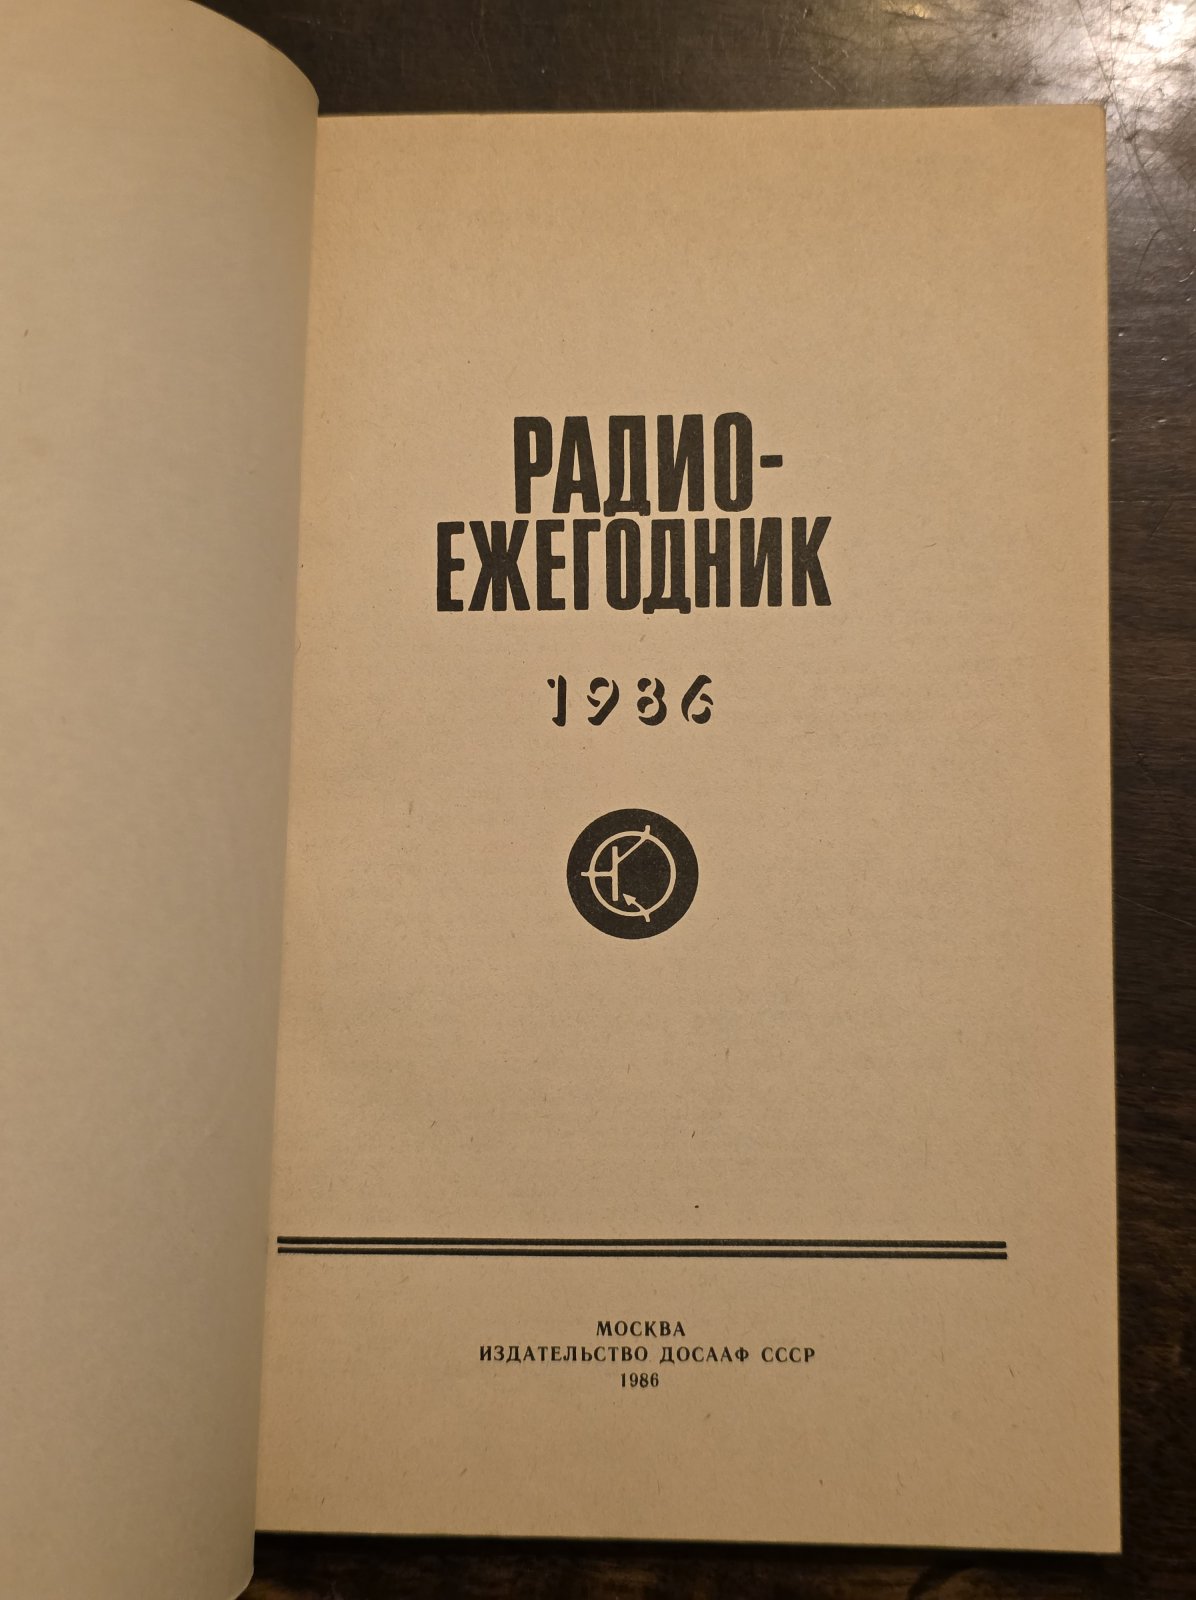 РАДИО-
ЕЖЕГОДНИК
1986
МОСКВА
ИЗДАТЕЛЬСТВО ДОСААФ СССР
1986